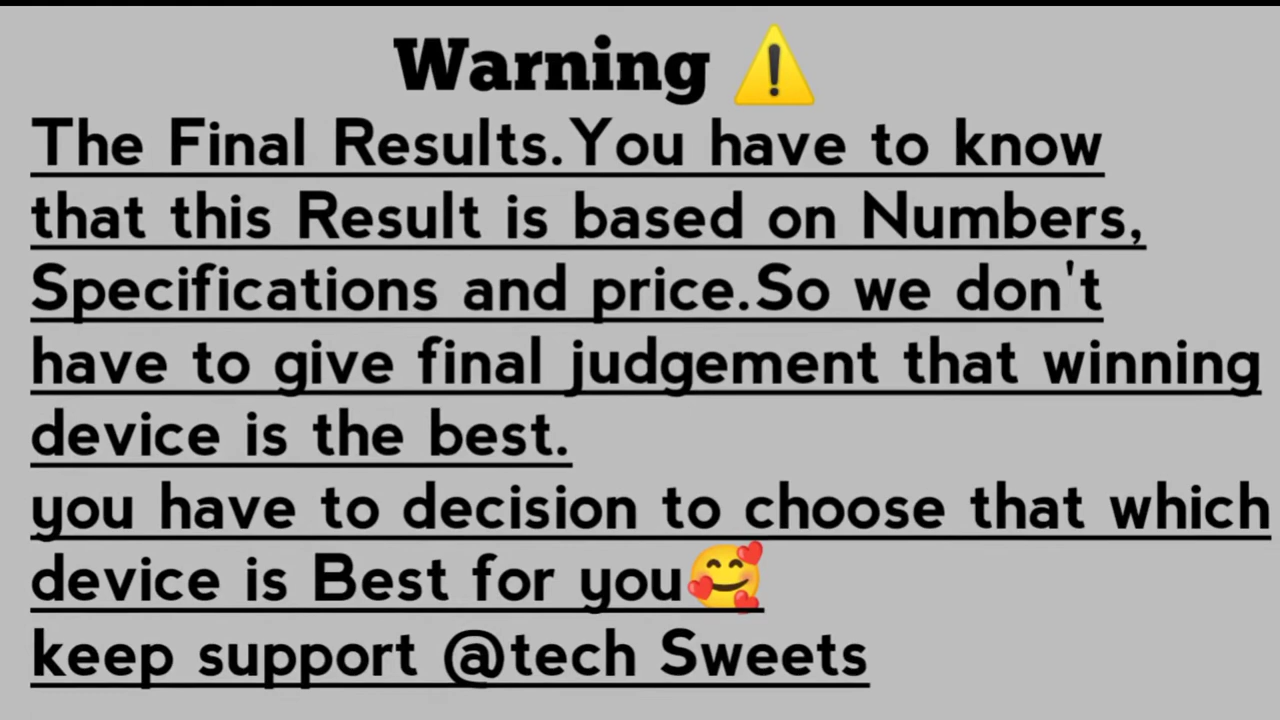 Warning ⚠️
The Final Results.You have to know
that this Result is based on Numbers,
Specifications and price.So we don't
have to give final judgement that winning
device is the best.
you have to decision to choose that which
device is Best for you🥰
keep support @tech Sweets